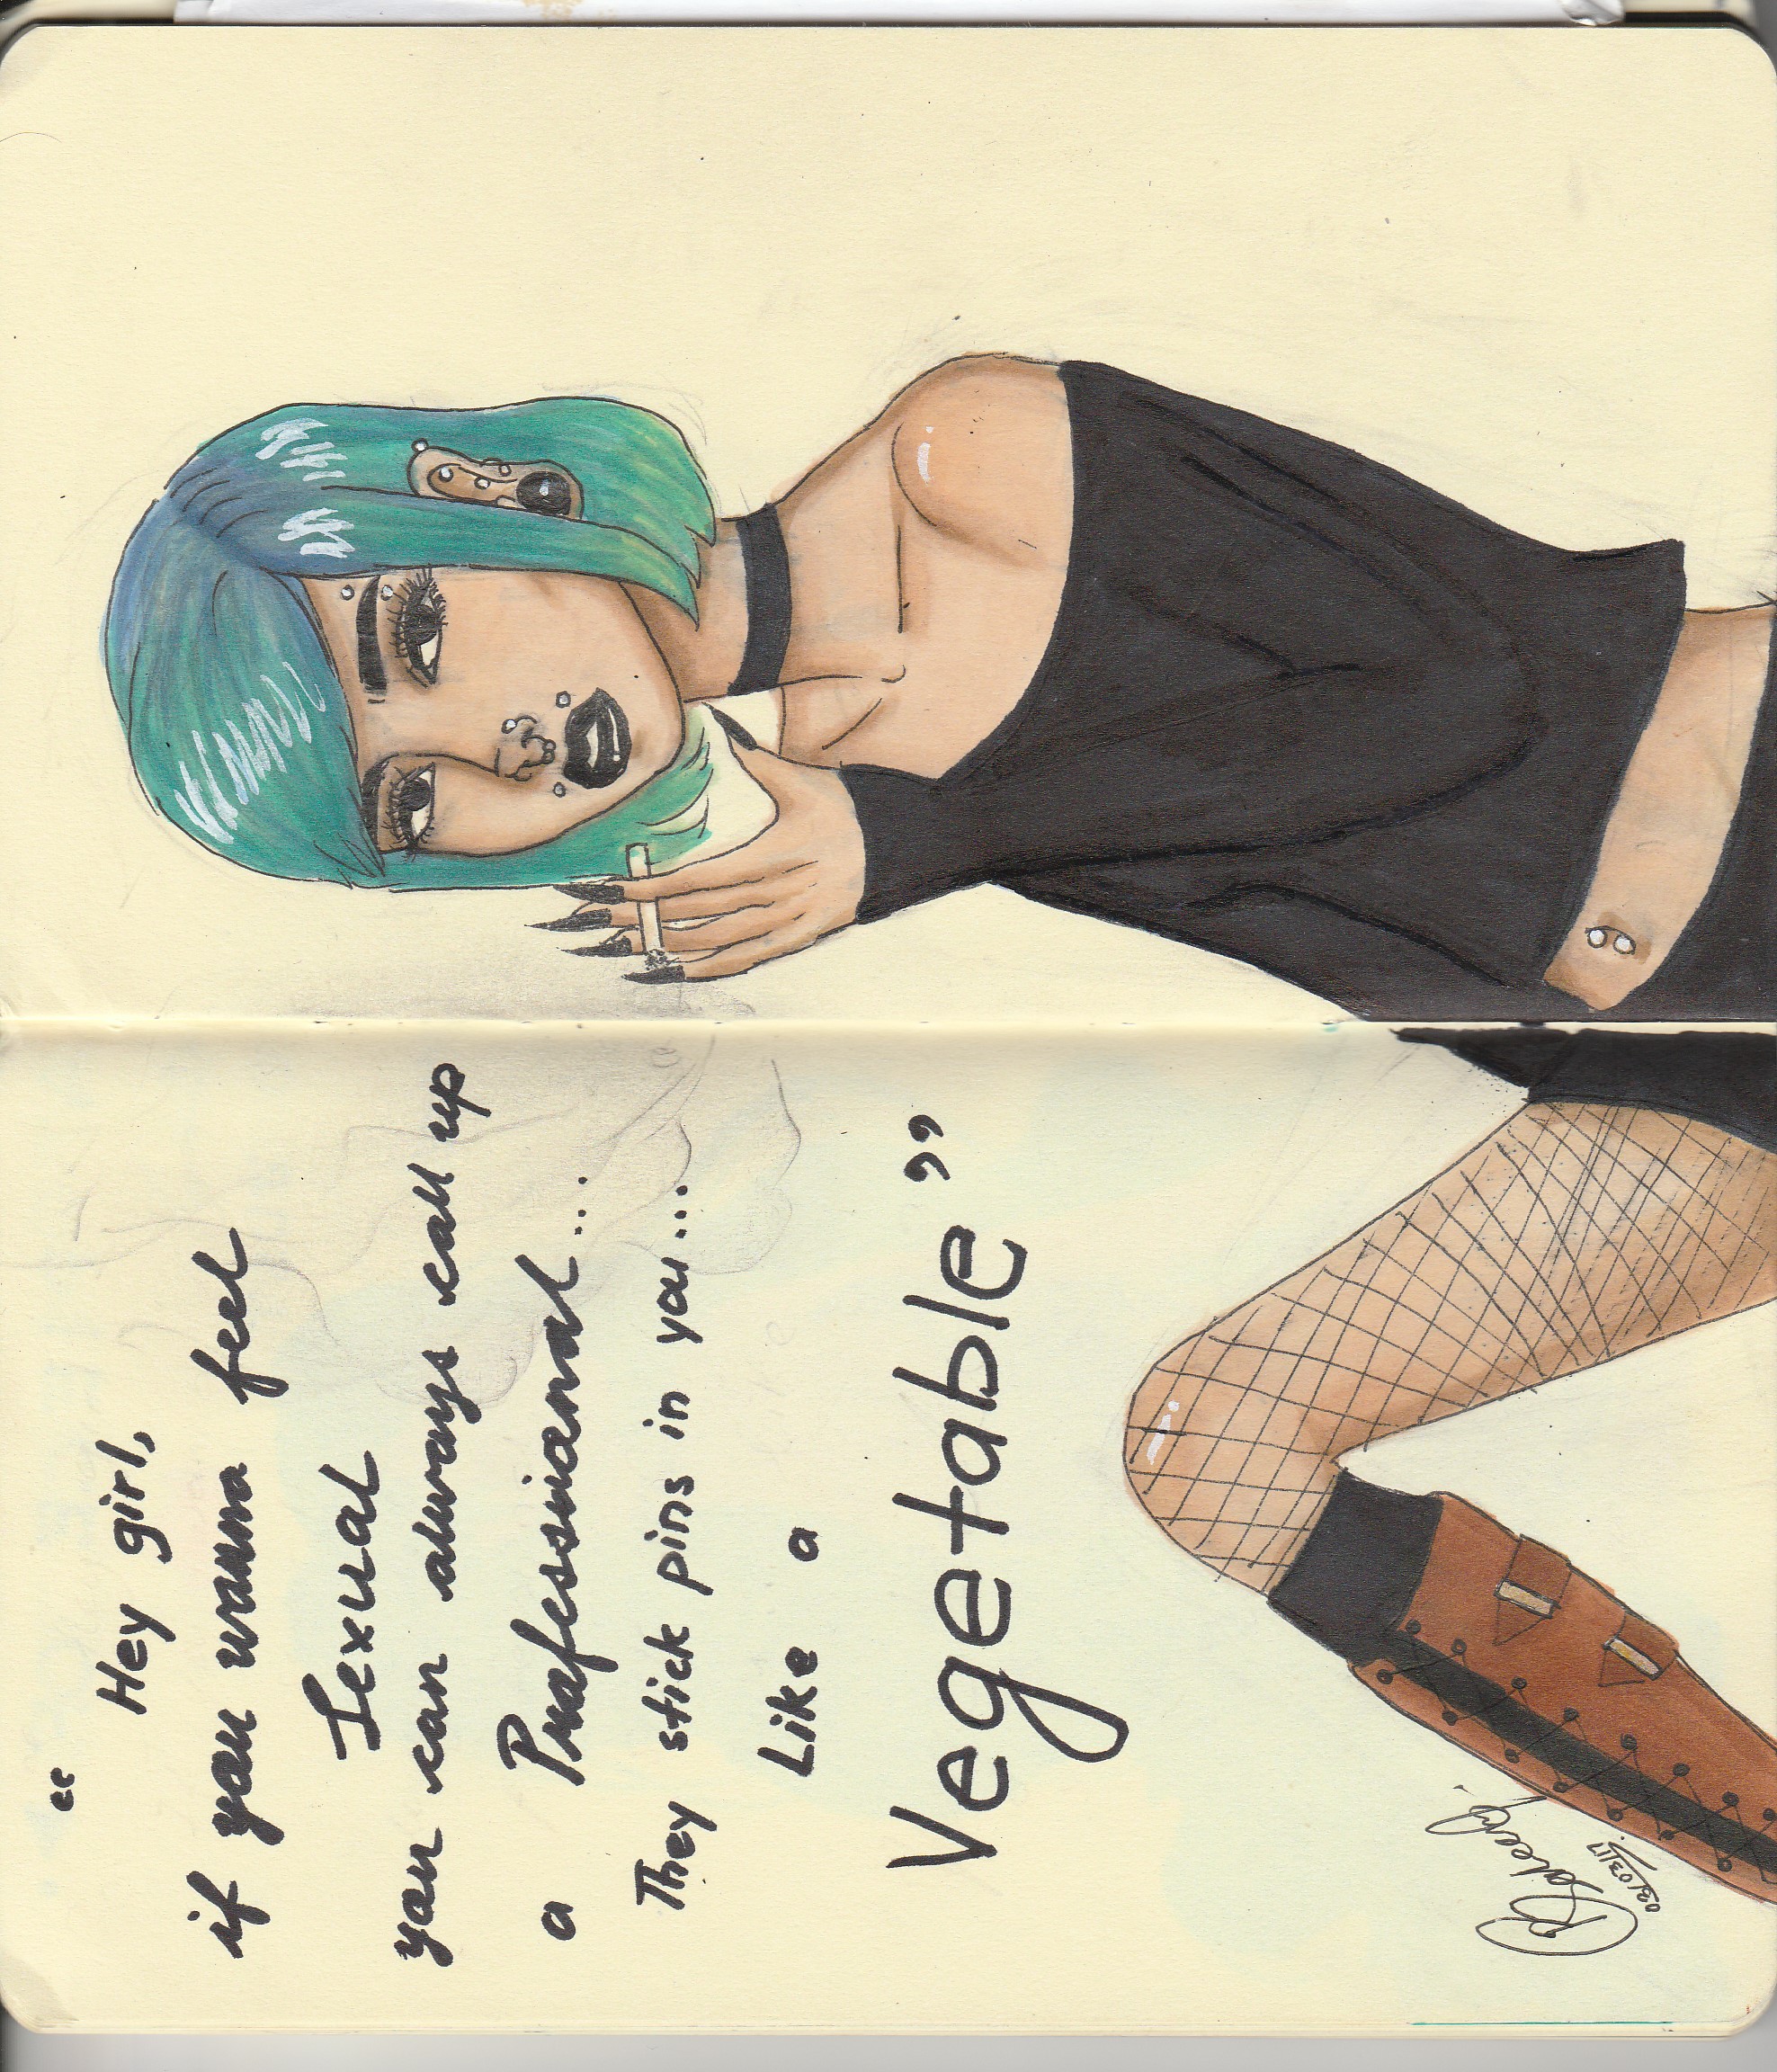 “
Hey girl,
if you wanna feel
Sexual
you can always call up
a Professional...
They stick pins in you...
Like a
Vegetable”
03/03/17